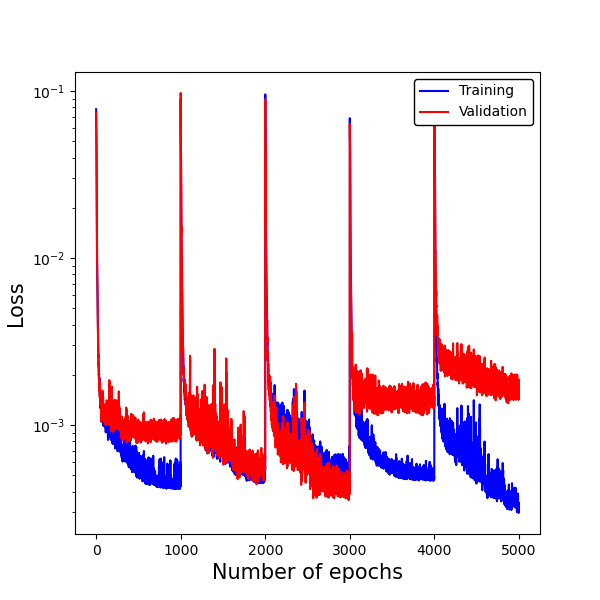 Training
Validation
10⁻¹
10⁻²
10⁻³
Loss
0 1000 2000 3000 4000 5000
Number of epochs